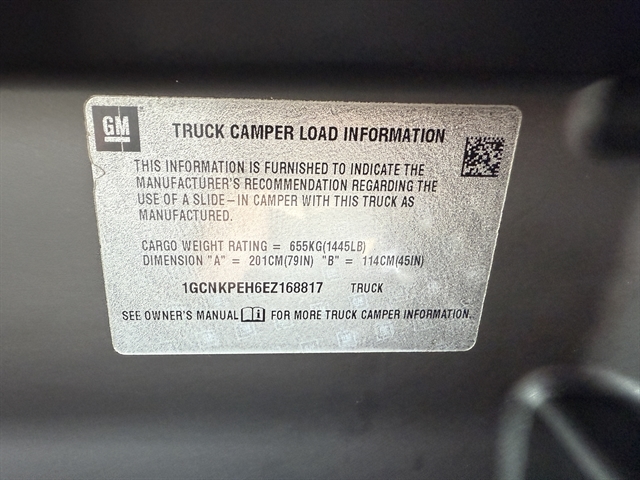 GM
TRUCK CAMPER LOAD INFORMATION
THIS INFORMATION IS FURNISHED TO INDICATE THE
MANUFACTURER'S RECOMMENDATION REGARDING THE
USE OF A SLIDE-IN CAMPER WITH THIS TRUCK AS
MANUFACTURED.
CARGO WEIGHT RATING = 655KG(1445LB)
DIMENSION "A" = 201CM(79IN) "B" = 114CM(45IN)
1GCNKPEH6EZ168817 TRUCK
SEE OWNER'S MANUAL FOR MORE TRUCK CAMPER INFORMATION.